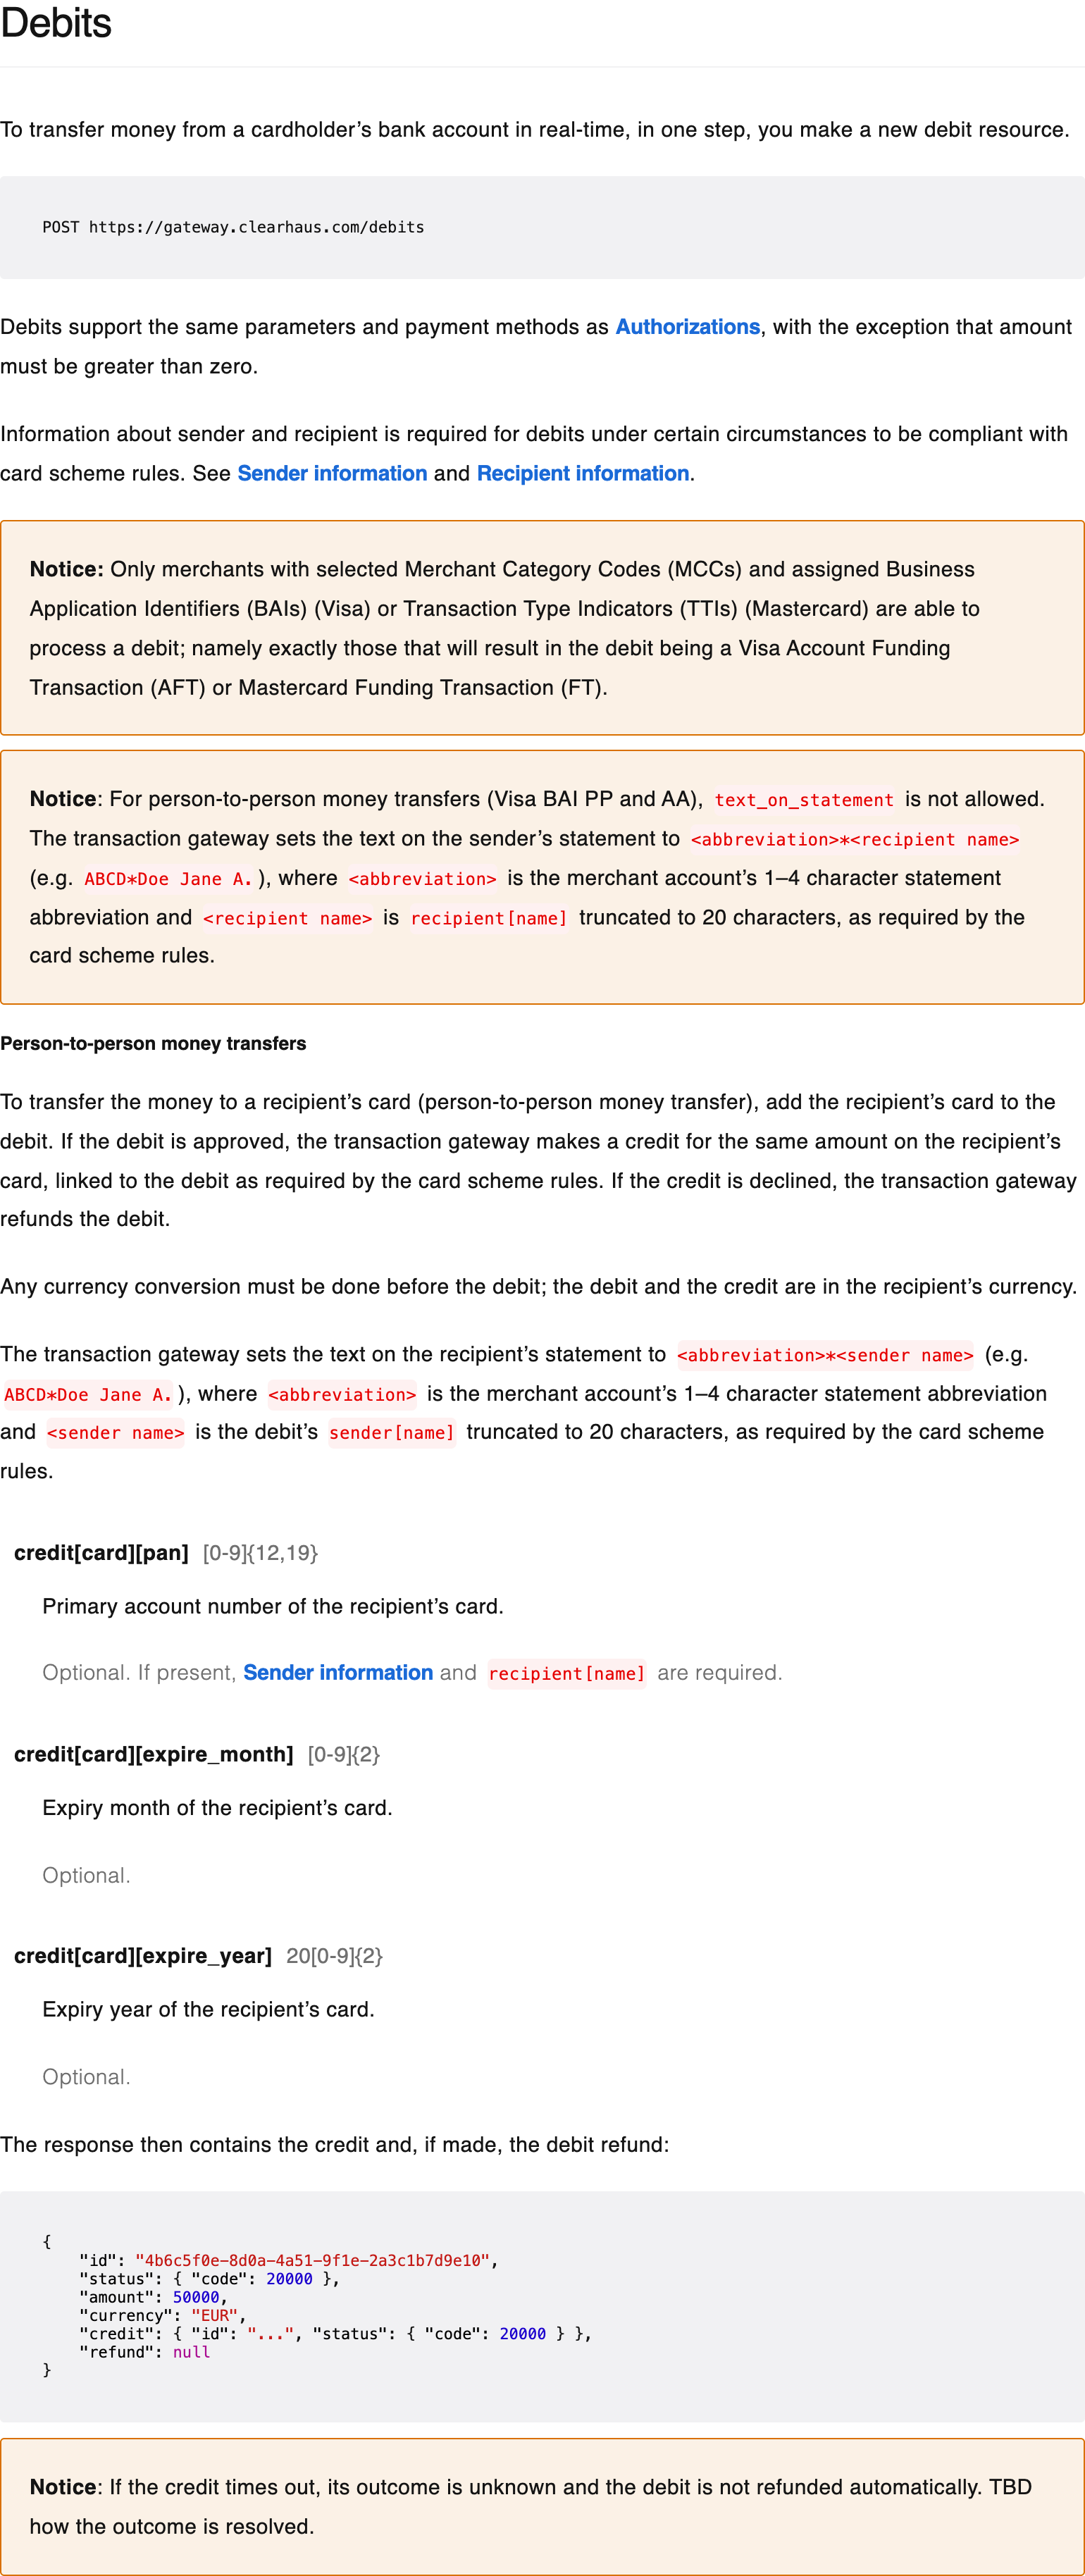 Debits
To transfer money from a cardholder’s bank account in real-time, in one step, you make a new debit resource.
POST https://gateway.clearhaus.com/debits
Debits support the same parameters and payment methods as Authorizations, with the exception that amount
must be greater than zero.
Information about sender and recipient is required for debits under certain circumstances to be compliant with
card scheme rules. See Sender information and Recipient information.
Notice: Only merchants with selected Merchant Category Codes (MCCs) and assigned Business
Application Identifiers (BAIs) (Visa) or Transaction Type Indicators (TTIs) (Mastercard) are able to
process a debit; namely exactly those that will result in the debit being a Visa Account Funding
Transaction (AFT) or Mastercard Funding Transaction (FT).
Notice: For person-to-person money transfers (Visa BAI PP and AA), text_on_statement is not allowed.
The transaction gateway sets the text on the sender’s statement to <abbreviation>*<recipient name>
(e.g. ABCD*Doe Jane A.), where <abbreviation> is the merchant account’s 1–4 character statement
abbreviation and <recipient name> is recipient[name] truncated to 20 characters, as required by the
card scheme rules.
Person-to-person money transfers
To transfer the money to a recipient’s card (person-to-person money transfer), add the recipient’s card to the
debit. If the debit is approved, the transaction gateway makes a credit for the same amount on the recipient’s
card, linked to the debit as required by the card scheme rules. If the credit is declined, the transaction gateway
refunds the debit.
Any currency conversion must be done before the debit; the debit and the credit are in the recipient’s currency.
The transaction gateway sets the text on the recipient’s statement to <abbreviation>*<sender name> (e.g.
ABCD*Doe Jane A.), where <abbreviation> is the merchant account’s 1–4 character statement abbreviation
and <sender name> is the debit’s sender[name] truncated to 20 characters, as required by the card scheme
rules.
credit[card][pan] [0-9]{12,19}
Primary account number of the recipient’s card.
Optional. If present, Sender information and recipient[name] are required.
credit[card][expire_month] [0-9]{2}
Expiry month of the recipient’s card.
Optional.
credit[card][expire_year] 20[0-9]{2}
Expiry year of the recipient’s card.
Optional.
The response then contains the credit and, if made, the debit refund:
{
    "id": "4b6c5f0e-8d0a-4a51-9f1e-2a3c1b7d9e10",
    "status": { "code": 20000 },
    "amount": 50000,
    "currency": "EUR",
    "credit": { "id": "...", "status": { "code": 20000 } },
    "refund": null
}
Notice: If the credit times out, its outcome is unknown and the debit is not refunded automatically. TBD
how the outcome is resolved.